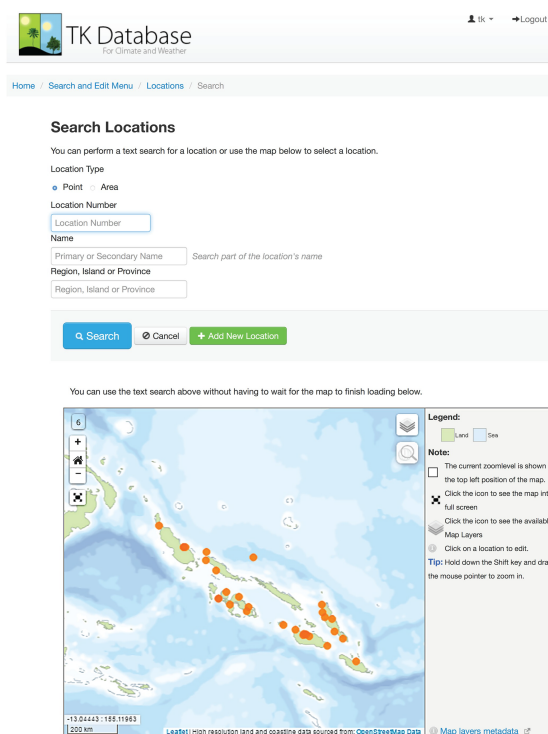 TK Database
For Climate and Weather
tk
Logout
Home / Search and Edit Menu / Locations / Search
Search Locations
You can perform a text search for a location or use the map below to select a location.
Location Type
Point Area
Location Number
Location Number
Name
Primary or Secondary Name Search part of the location's name
Region, Island or Province
Region, Island or Province
Search Cancel + Add New Location
You can use the text search above without having to wait for the map to finish loading below.
6
+
−
-13.04443 : 155.11963
200 km
Leaflet | High resolution land and coastline data sourced from: OpenStreetMap Data
Legend:
Land Sea
Note:
The current zoomlevel is shown
the top left position of the map.
Click the icon to see the map int
full screen
Click the icon to see the availabl
Map Layers
Click on a location to edit.
Tip: Hold down the Shift key and dra
the mouse pointer to zoom in.
Map layers metadata